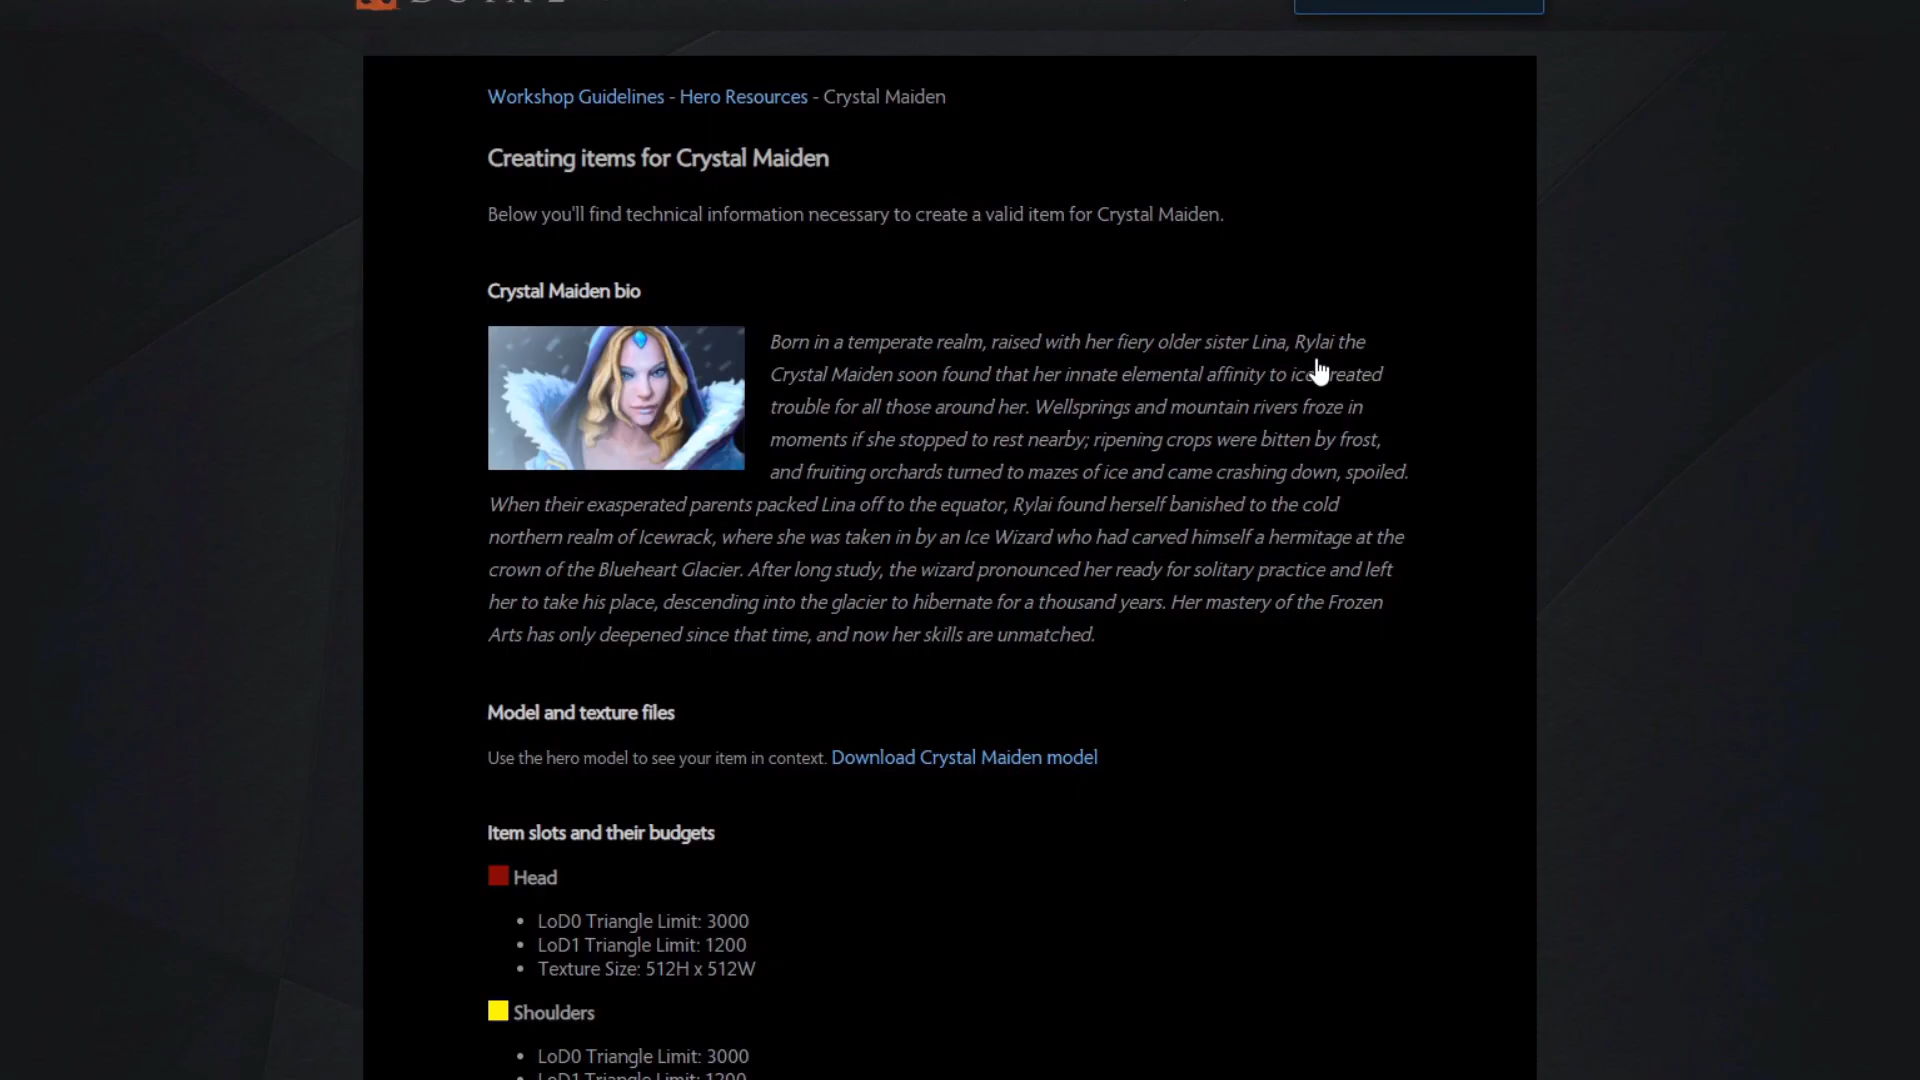 Workshop Guidelines - Hero Resources - Crystal Maiden
Creating items for Crystal Maiden
Below you'll find technical information necessary to create a valid item for Crystal Maiden.
Crystal Maiden bio
Born in a temperate realm, raised with her fiery older sister Lina, Rylai the
Crystal Maiden soon found that her innate elemental affinity to ice created
trouble for all those around her. Wellsprings and mountain rivers froze in
moments if she stopped to rest nearby; ripening crops were bitten by frost,
and fruiting orchards turned to mazes of ice and came crashing down, spoiled.
When their exasperated parents packed Lina off to the equator, Rylai found herself banished to the cold
northern realm of Icewrack, where she was taken in by an Ice Wizard who had carved himself a hermitage at the
crown of the Blueheart Glacier. After long study, the wizard pronounced her ready for solitary practice and left
her to take his place, descending into the glacier to hibernate for a thousand years. Her mastery of the Frozen
Arts has only deepened since that time, and now her skills are unmatched.
Model and texture files
Use the hero model to see your item in context. Download Crystal Maiden model
Item slots and their budgets
Head
• LoD0 Triangle Limit: 3000
• LoD1 Triangle Limit: 1200
• Texture Size: 512H x 512W
Shoulders
• LoD0 Triangle Limit: 3000
• LoD1 Triangle Limit: 1200